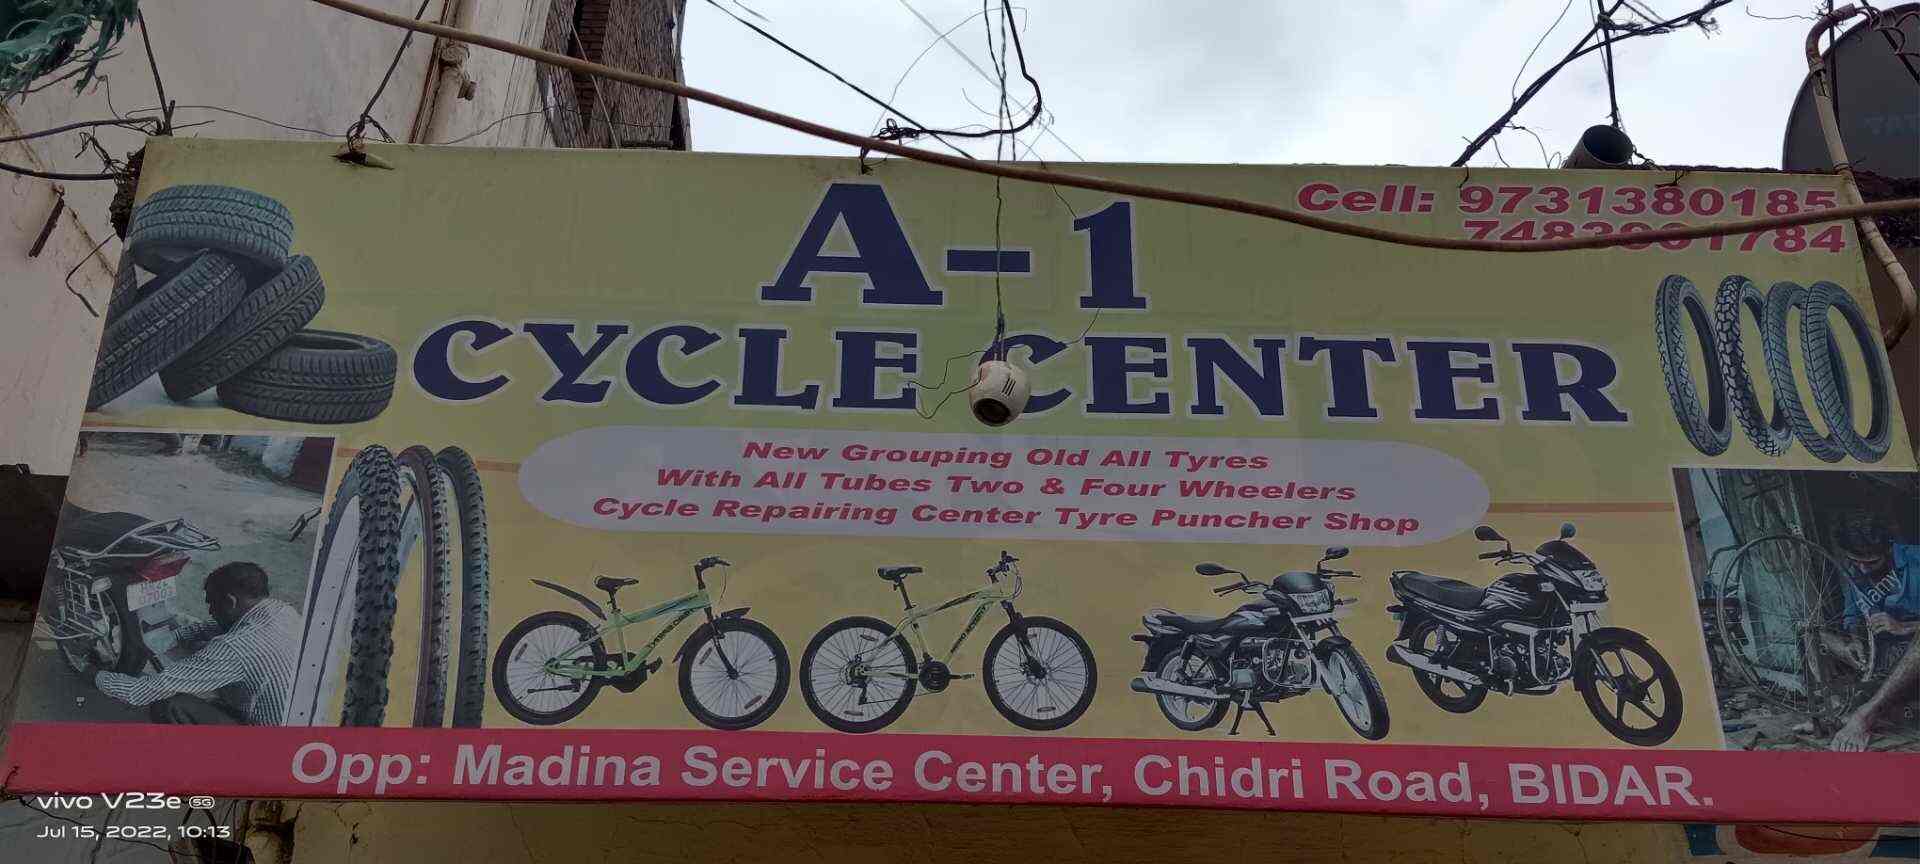 A-1
CYCLE CENTER
Cell: 9731380185
New Grouping Old All Tyres
With All Tubes Two & Four Wheelers
Cycle Repairing Center Tyre Puncher Shop
alamy
Opp: Madina Service Center, Chidri Road, BIDAR.
vivo V23e 5G
Jul 15, 2022, 10:13